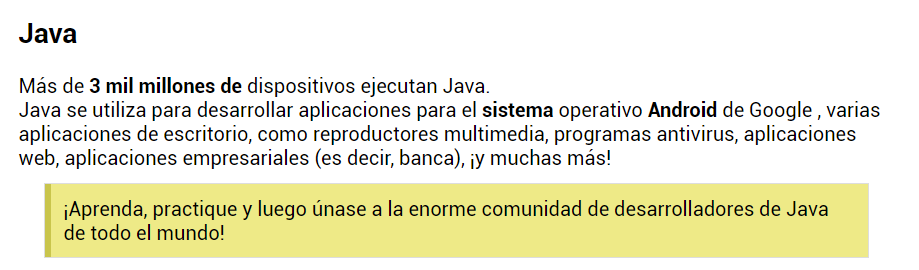 Java
Más de 3 mil millones de dispositivos ejecutan Java.
Java se utiliza para desarrollar aplicaciones para el sistema operativo Android de Google , varias
aplicaciones de escritorio, como reproductores multimedia, programas antivirus, aplicaciones
web, aplicaciones empresariales (es decir, banca), ¡y muchas más!
¡Aprenda, practique y luego únase a la enorme comunidad de desarrolladores de Java
de todo el mundo!